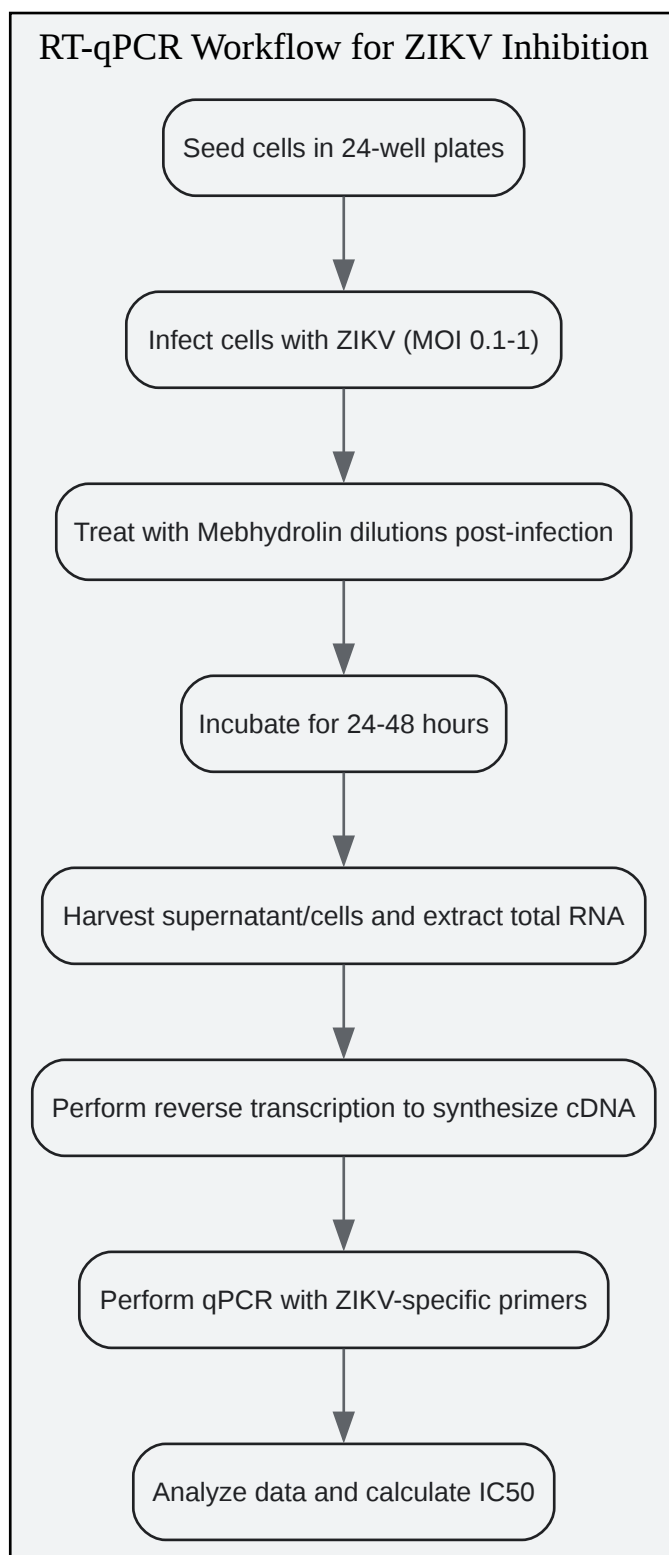 RT-qPCR Workflow for ZIKV Inhibition
Seed cells in 24-well plates
Infect cells with ZIKV (MOI 0.1-1)
Treat with Mebhydrolin dilutions post-infection
Incubate for 24-48 hours
Harvest supernatant/cells and extract total RNA
Perform reverse transcription to synthesize cDNA
Perform qPCR with ZIKV-specific primers
Analyze data and calculate IC50